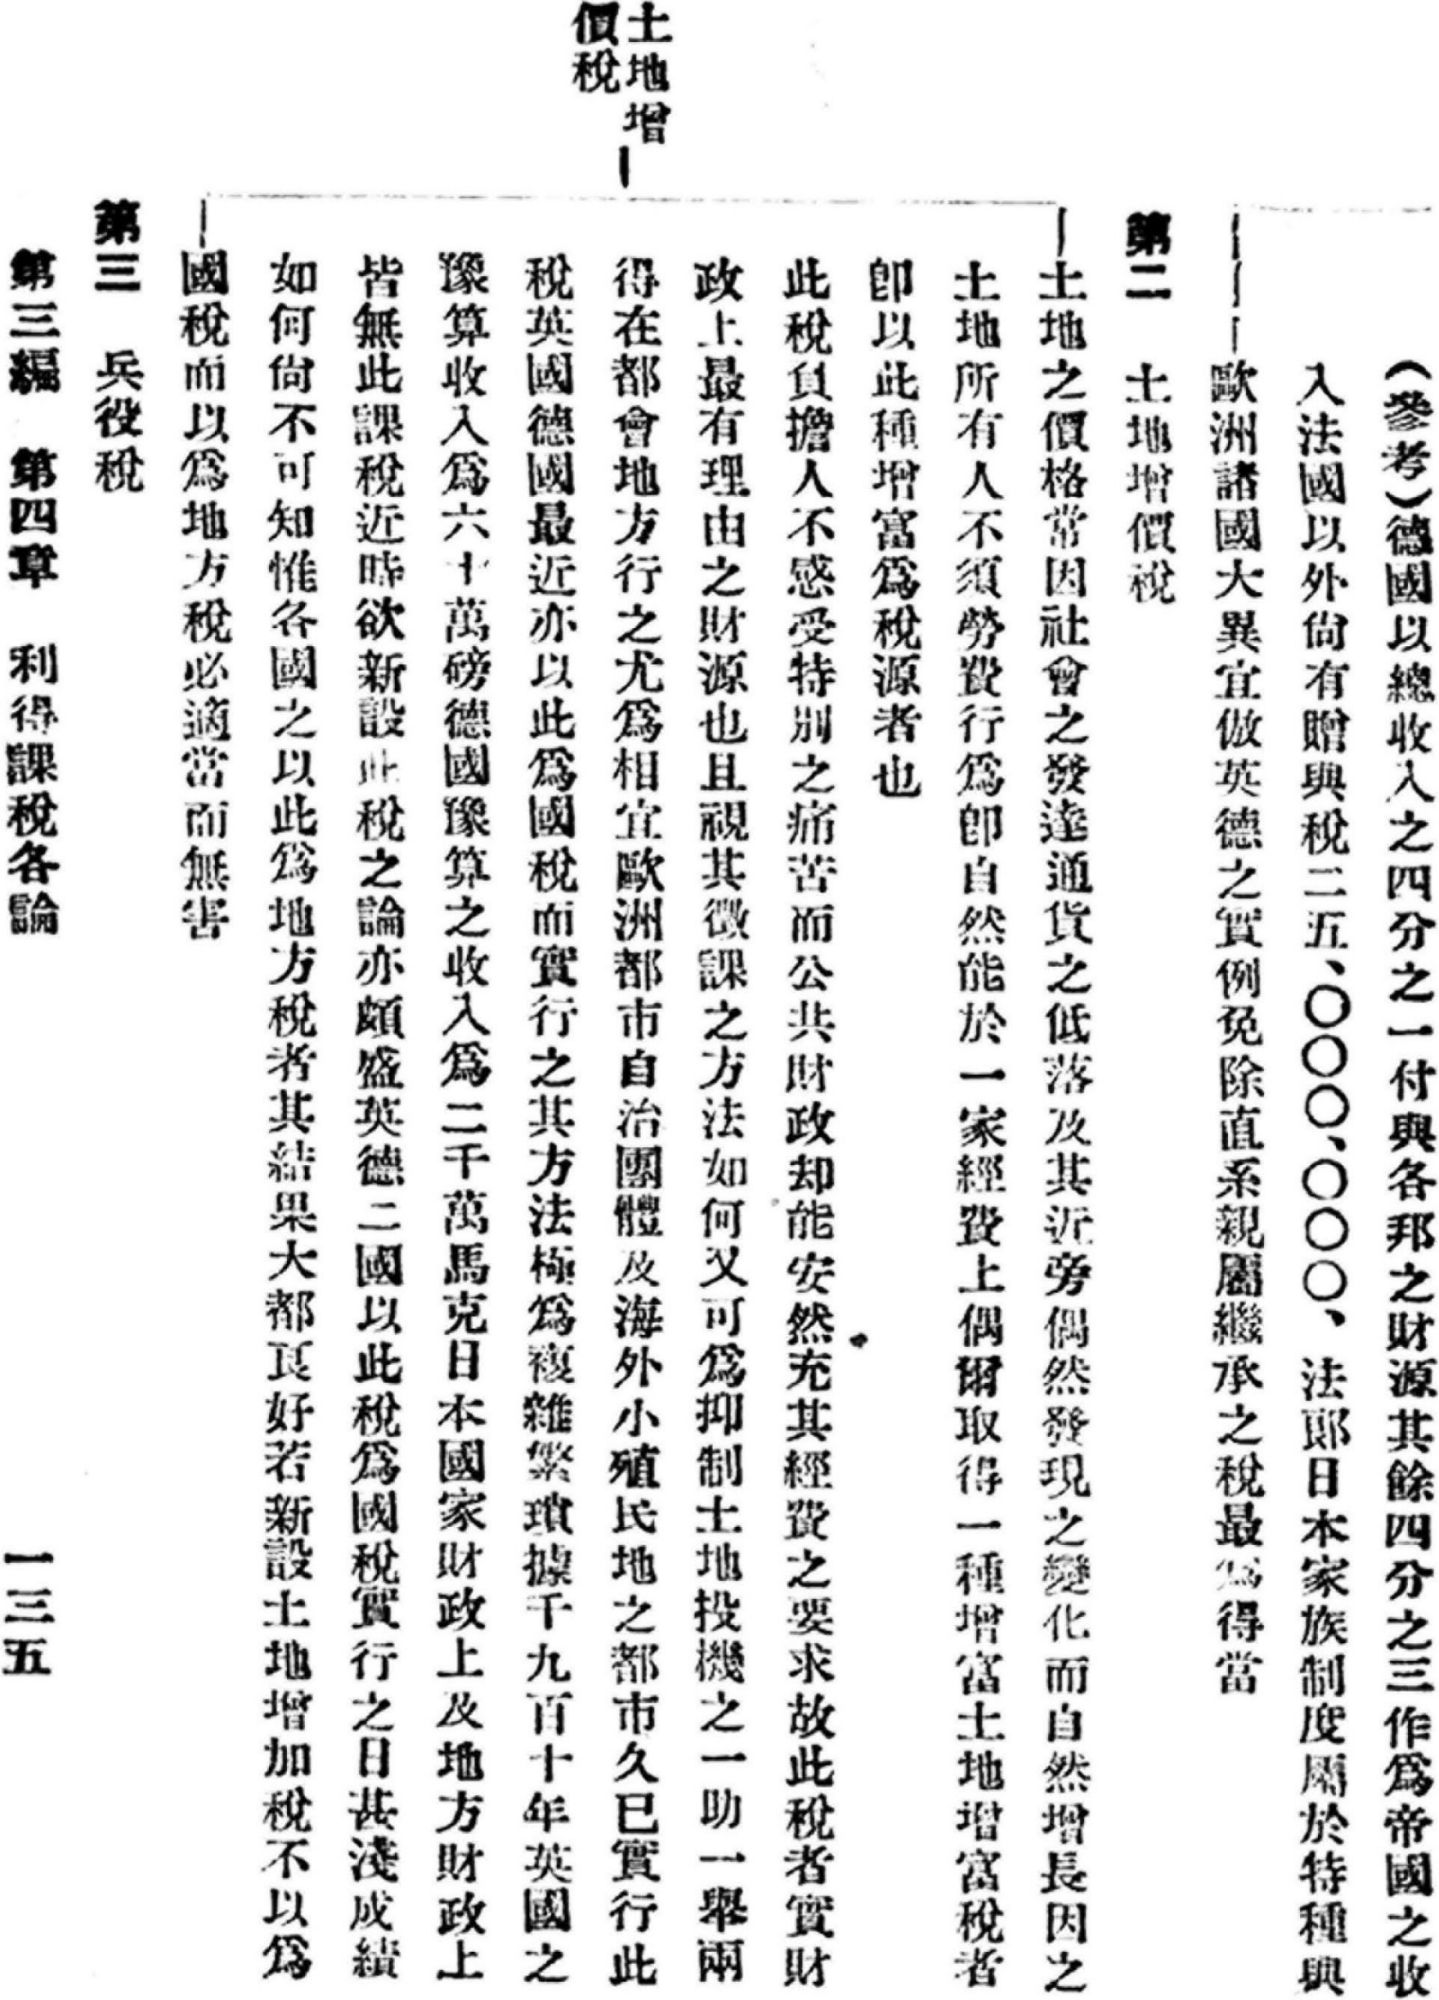 （參考）德國以總收入之四分之一付與各邦之財源其餘四分之三作爲帝國之收
入法國以外尙有贈與稅二五、〇〇〇、〇〇〇、法郞日本家族制度屬於特種與
歐洲諸國大異宜倣英德之實例免除直系親屬繼承之稅最爲得當
第二　土地增價稅
土地增
價稅
土地之價格常因社會之發達通貨之低落及其近旁偶然發現之變化而自然增長因之
土地所有人不須勞費行爲卽自然能於一家經費上偶爾取得一種增富土地增富稅者
卽以此種增富爲稅源者也
此稅負擔人不感受特別之痛苦而公共財政却能安然充其經費之要求故此稅者實財
政上最有理由之財源也且視其徵課之方法如何又可爲抑制土地投機之一助一舉兩
得在都會地方行之尤爲相宜歐洲都市自治團體及海外小殖民地之都市久已實行此
稅英國德國最近亦以此爲國稅而實行之其方法極爲複雜繁瑣據千九百十年英國之
豫算收入爲六十萬磅德國豫算之收入爲二千萬馬克日本國家財政上及地方財政上
皆無此課稅近時欲新設此稅之論亦頗盛英德二國以此稅爲國稅實行之日甚淺成績
如何尙不可知惟各國之以此爲地方稅者其結果大都良好若新設土地增加稅不以爲
國稅而以爲地方稅必適當而無害
第三　兵役稅
第三編　第四章　利得課稅各論
一三五